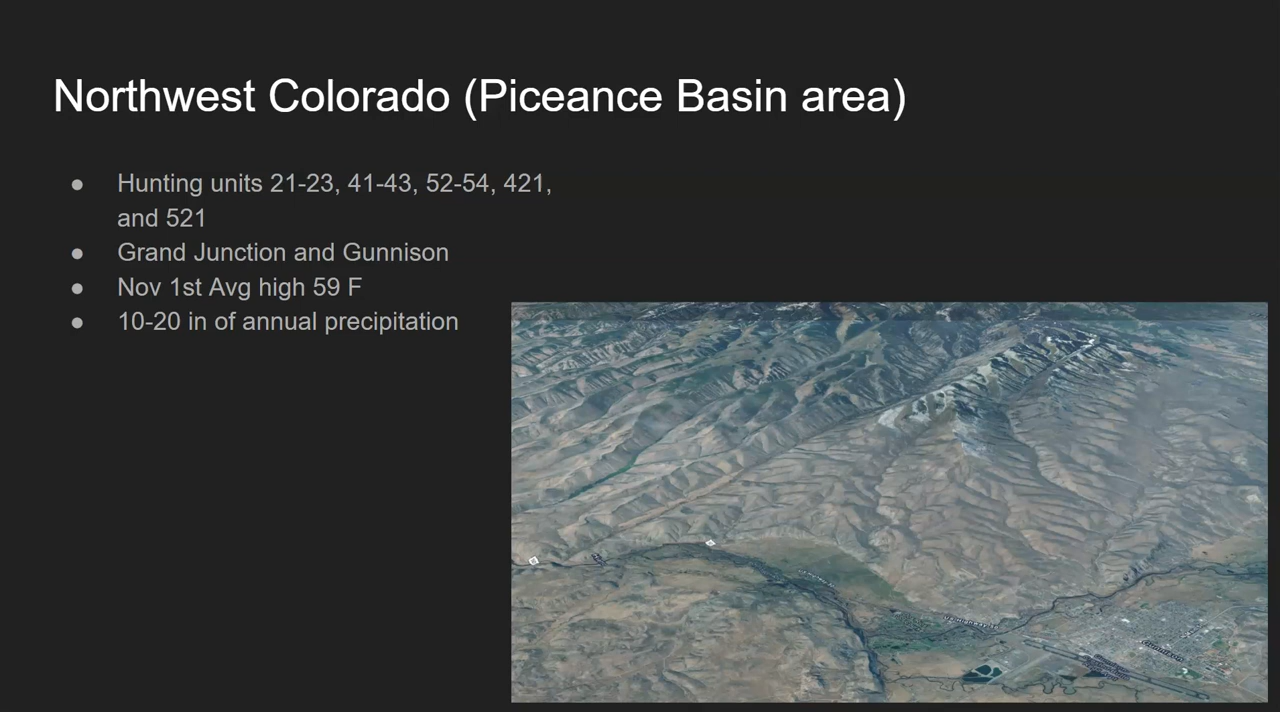 Northwest Colorado (Piceance Basin area)
● Hunting units 21-23, 41-43, 52-54, 421,
and 521
● Grand Junction and Gunnison
● Nov 1st Avg high 59 F
● 10-20 in of annual precipitation